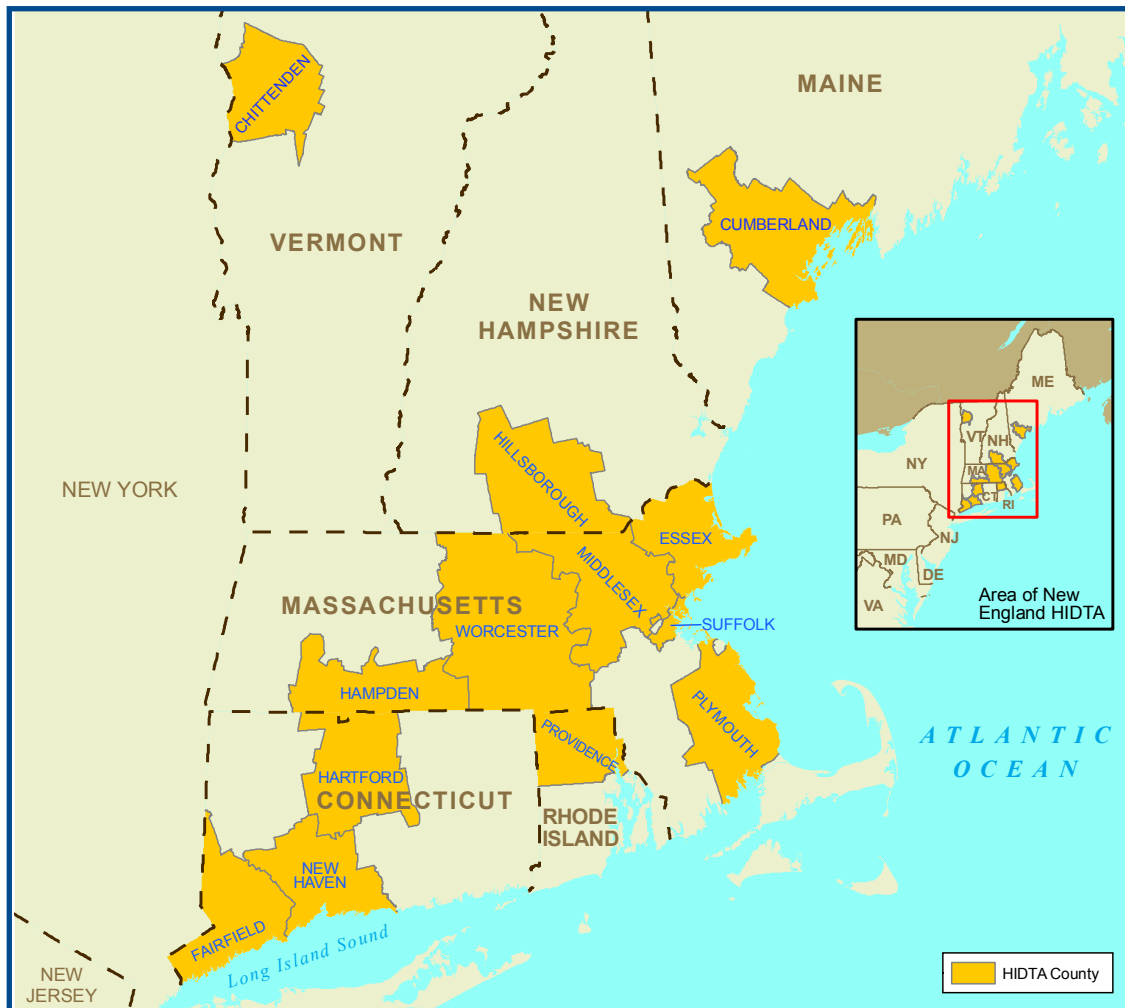 CHITTENDEN
MAINE
CUMBERLAND
VERMONT
NEW
HAMPSHIRE
NEW YORK
HILLSBOROUGH
ESSEX
MIDDLESEX
MASSACHUSETTS
WORCESTER
SUFFOLK
HAMPDEN
PLYMOUTH
PROVIDENCE
HARTFORD
CONNECTICUT
RHODE
ISLAND
NEW
HAVEN
FAIRFIELD
Long Island Sound
NEW
JERSEY
ATLANTIC
OCEAN
ME
VT
NH
NY
MA
CT
RI
PA
NJ
MD
DE
VA
Area of New
England HIDTA
HIDTA County